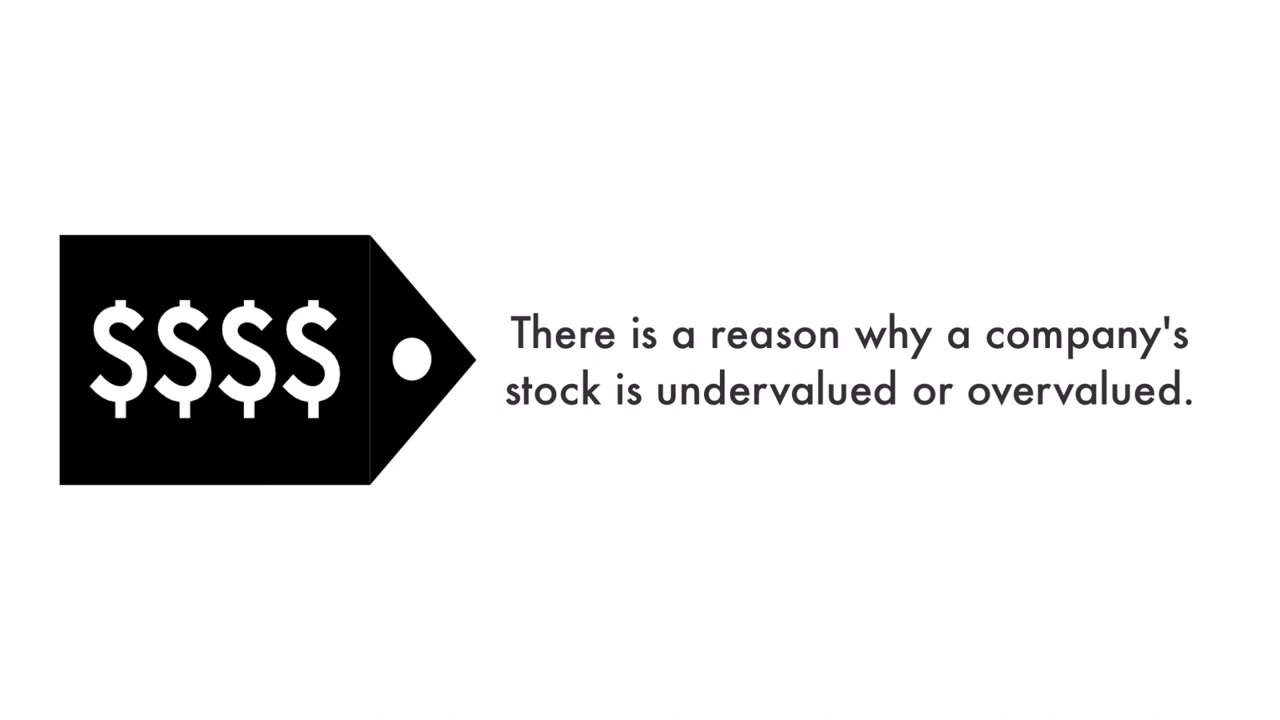 $$$$
There is a reason why a company's
stock is undervalued or overvalued.